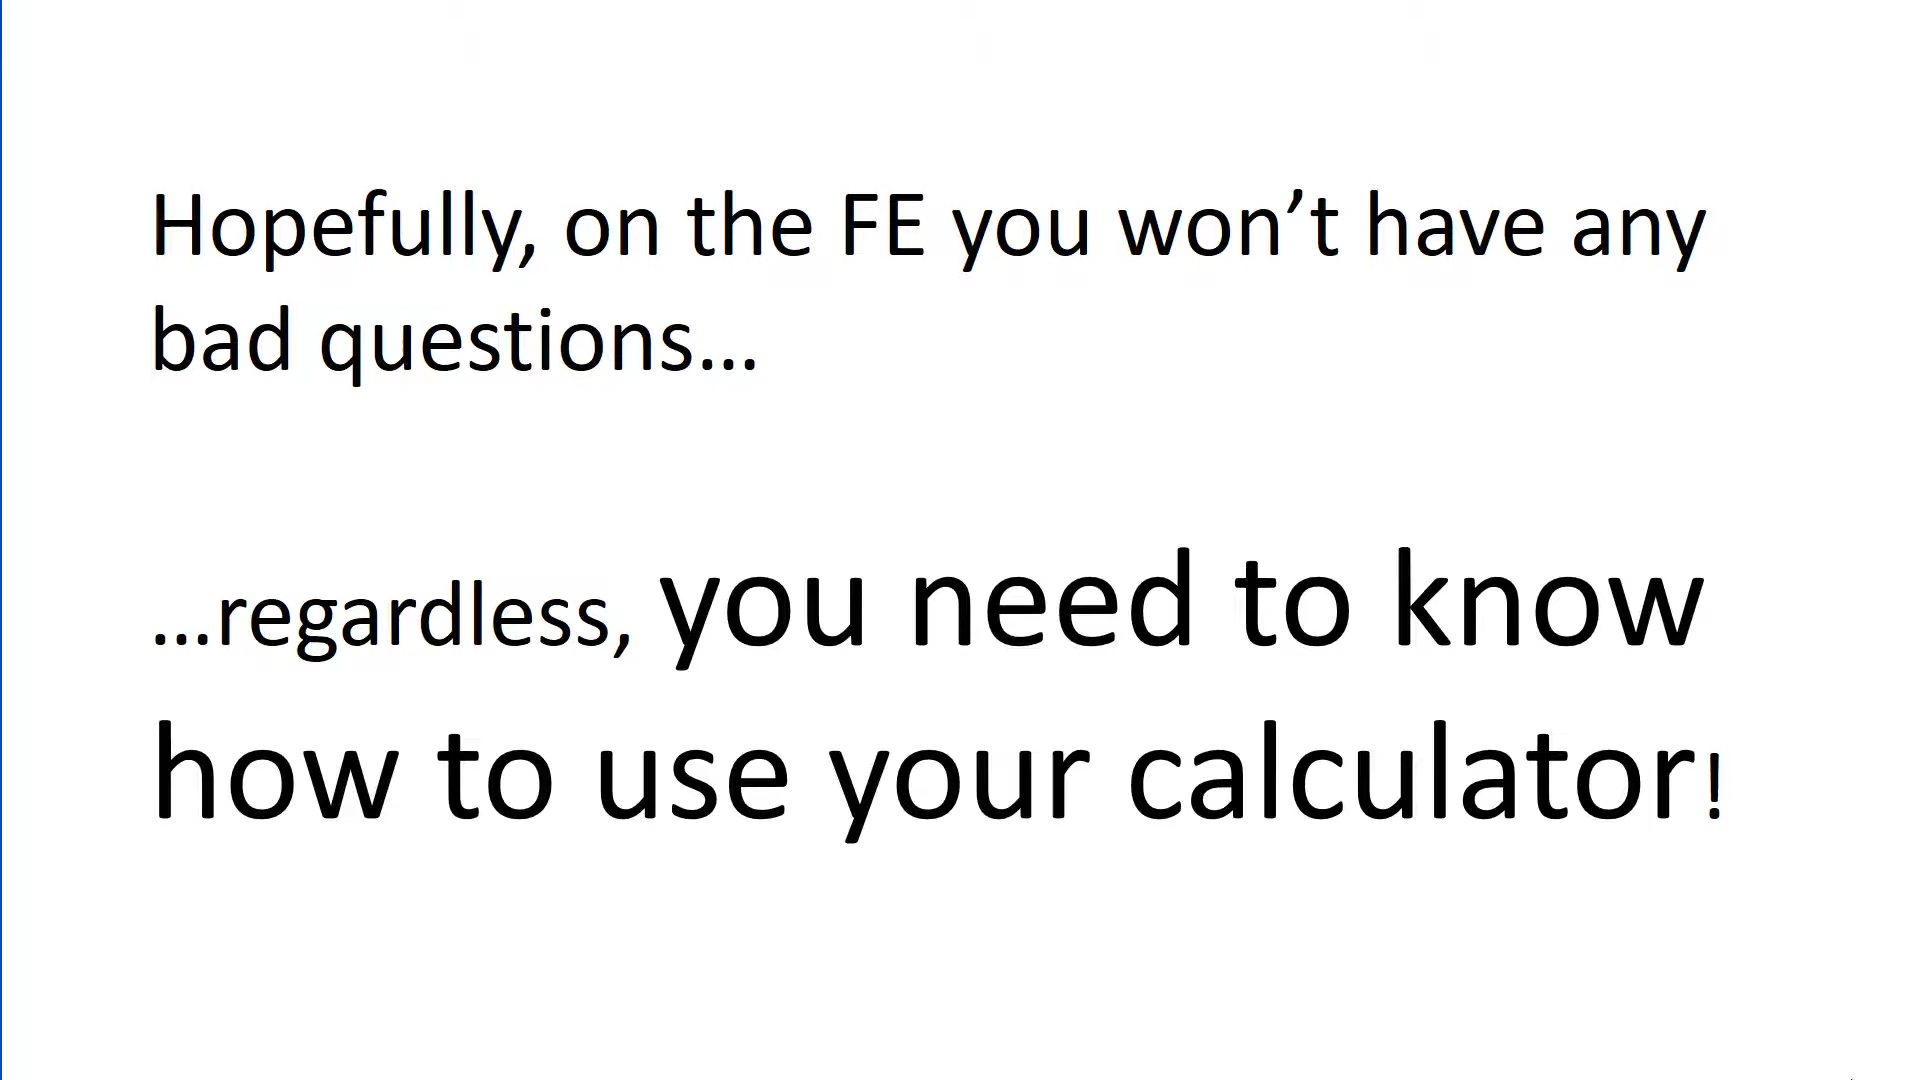 Hopefully, on the FE you won’t have any
bad questions…
…regardless, you need to know
how to use your calculator!